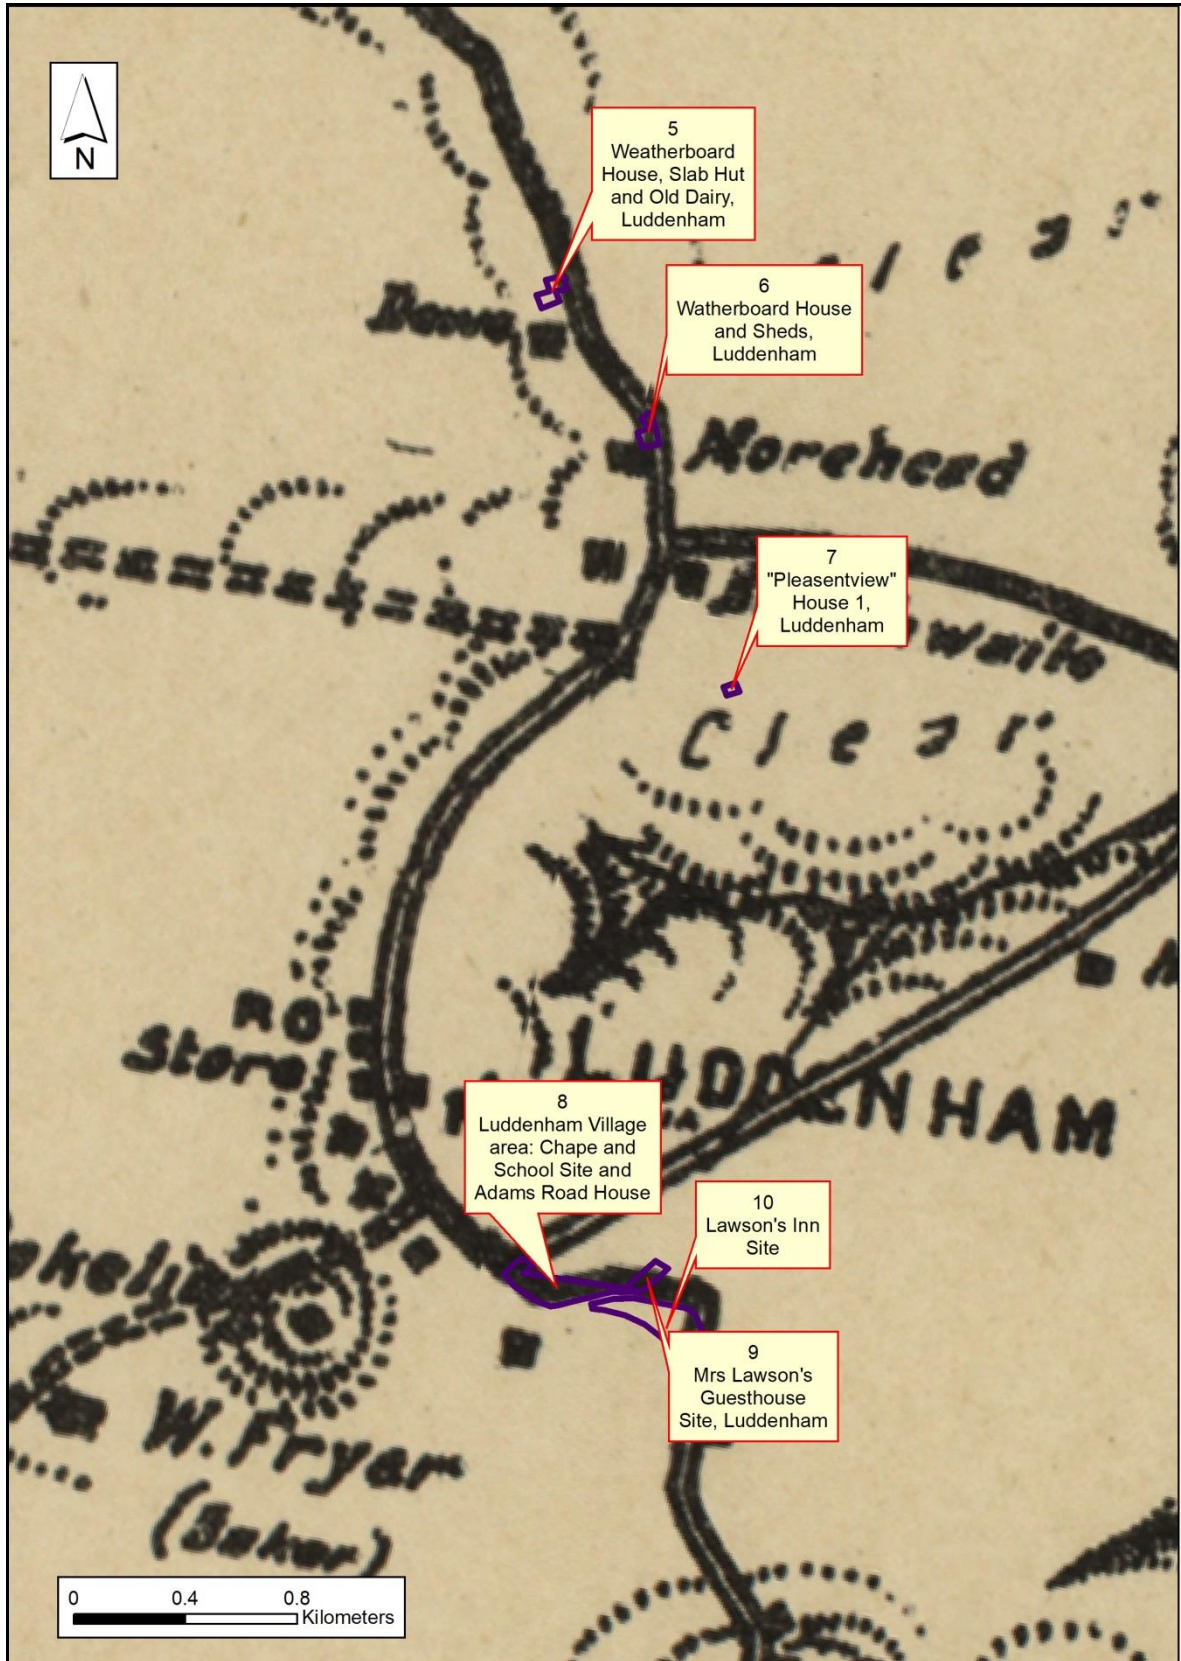 N
5
Weatherboard
House, Slab Hut
and Old Dairy,
Luddenham
6
Watherboard House
and Sheds,
Luddenham
Morehead
7
"Pleasentview"
House 1,
Luddenham
Clear
PO
Store
LUDDENHAM
8
Luddenham Village
area: Chape and
School Site and
Adams Road House
10
Lawson's Inn
Site
9
Mrs Lawson's
Guesthouse
Site, Luddenham
W. Fryar
(Baker)
0 0.4 0.8
Kilometers